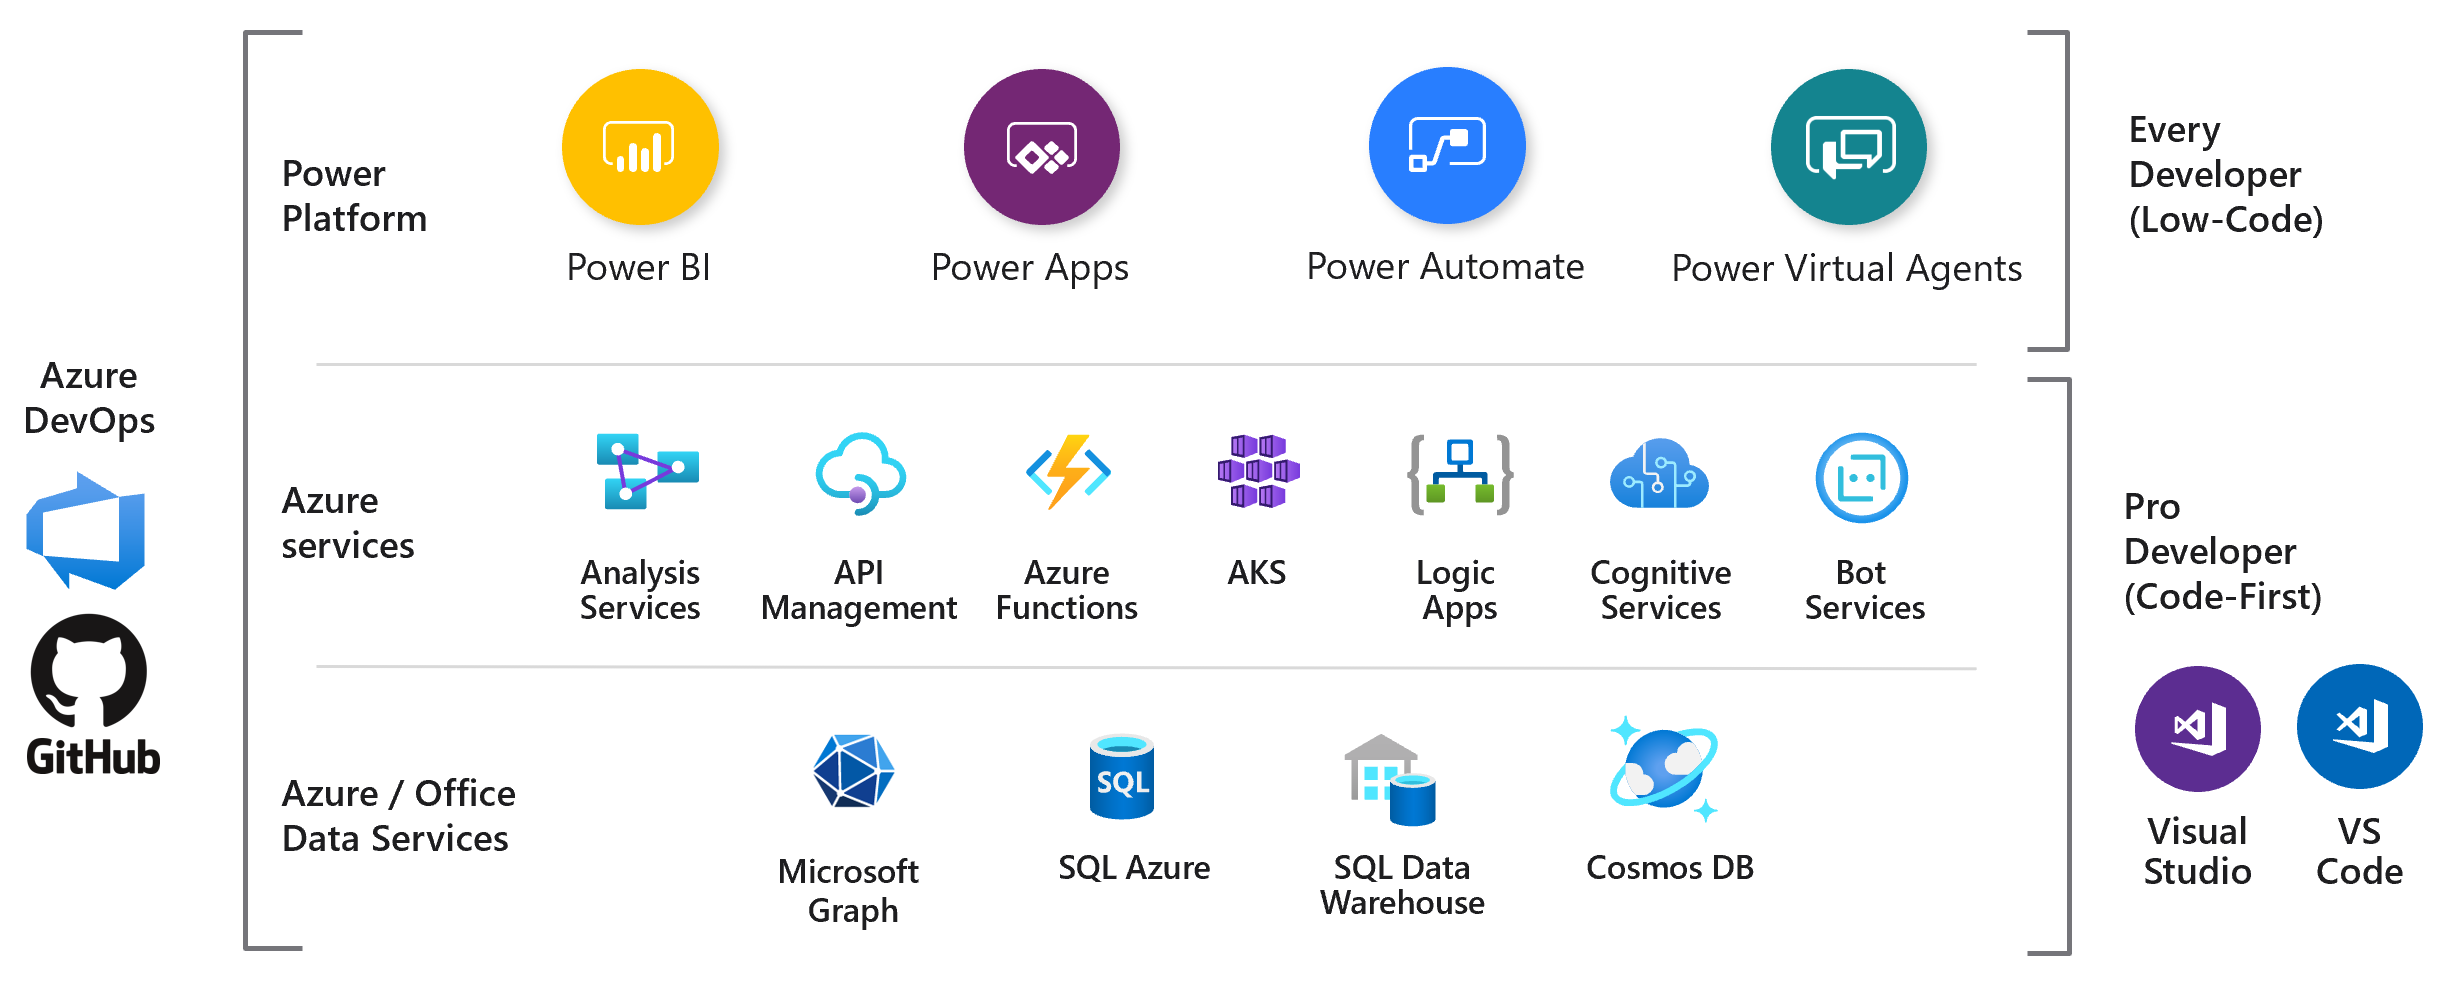 Azure
DevOps
GitHub
Power
Platform
Power BI
Power Apps
Power Automate
Power Virtual Agents
Every
Developer
(Low-Code)
Azure
services
Analysis
Services
API
Management
Azure
Functions
AKS
Logic
Apps
Cognitive
Services
Bot
Services
Azure / Office
Data Services
Microsoft
Graph
SQL
SQL Azure
SQL Data
Warehouse
Cosmos DB
Pro
Developer
(Code-First)
Visual
Studio
VS
Code